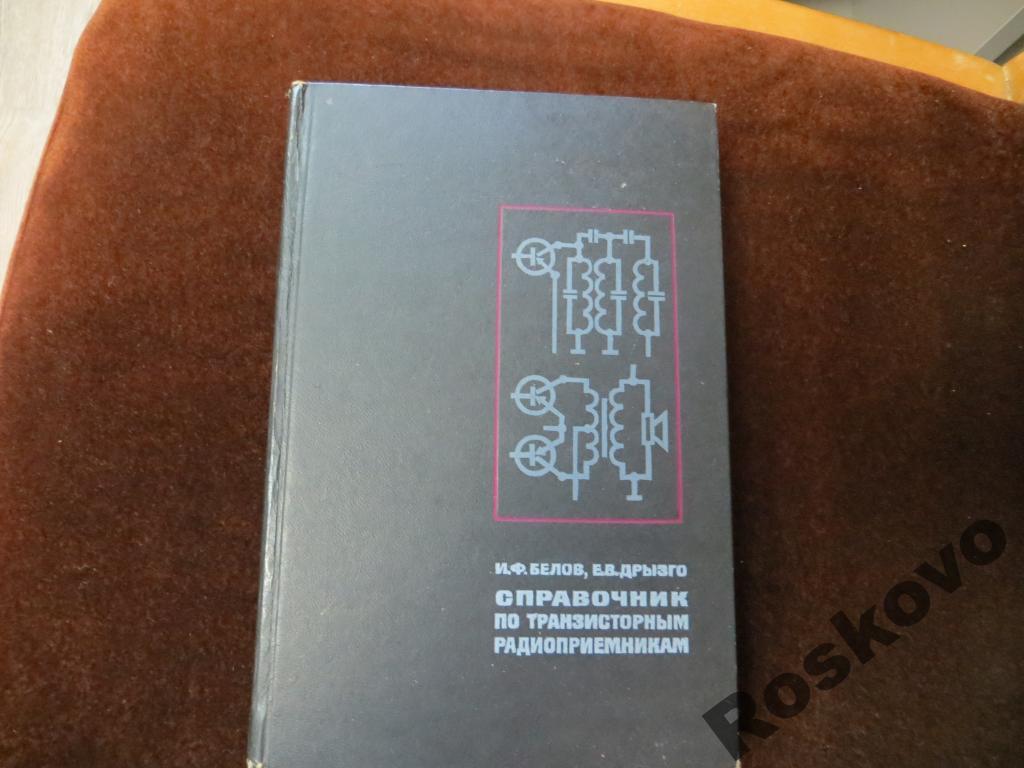 И.Ф. БЕЛОВ, Е.В. ДРЫЗГО
СПРАВОЧНИК
ПО ТРАНЗИСТОРНЫМ
РАДИОПРИЕМНИКАМ
Roskovo